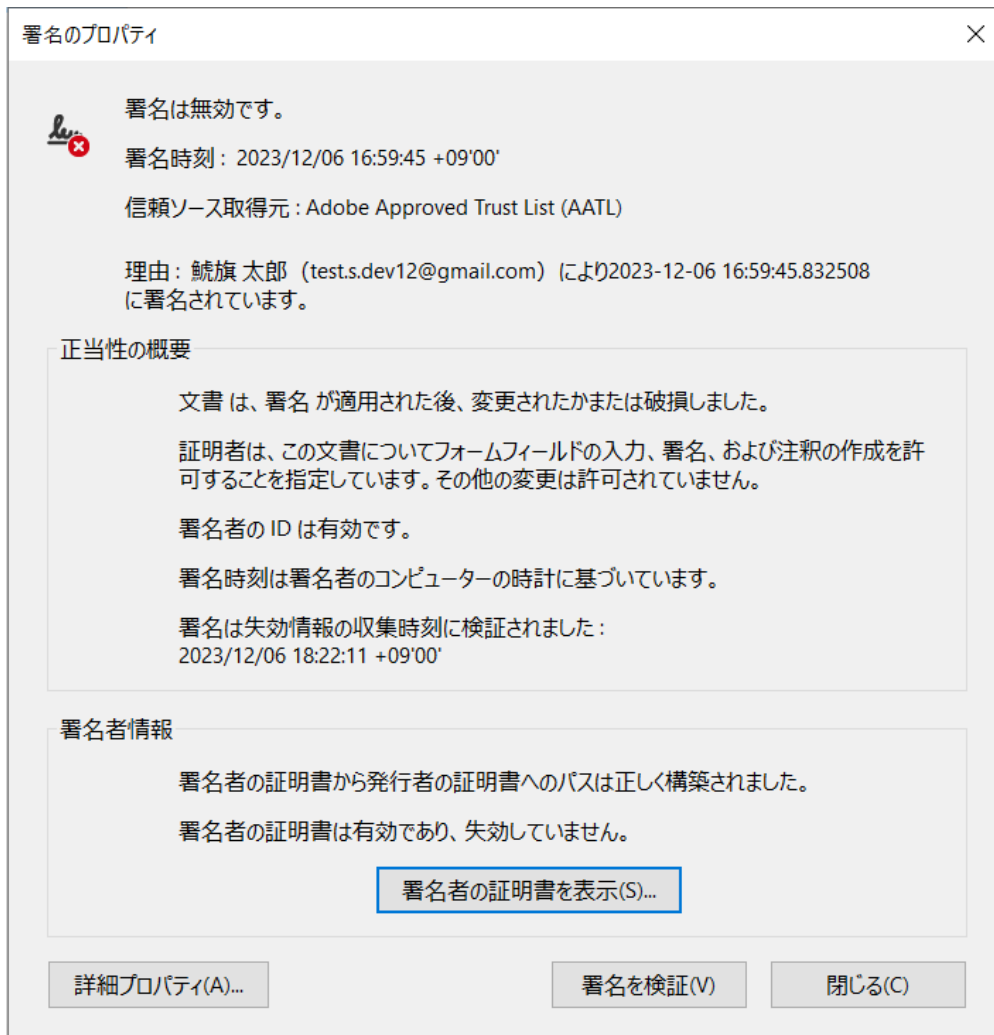 署名のプロパティ
署名は無効です。
署名時刻 : 2023/12/06 16:59:45 +09'00'
信頼ソース取得元 : Adobe Approved Trust List (AATL)
理由 : 鯱旗 太郎（test.s.dev12@gmail.com）により2023-12-06 16:59:45.832508
に署名されています。
正当性の概要
文書 は、署名 が適用された後、変更されたかまたは破損しました。
証明者は、この文書についてフォームフィールドの入力、署名、および注釈の作成を許
可することを指定しています。その他の変更は許可されていません。
署名者の ID は有効です。
署名時刻は署名者のコンピューターの時計に基づいています。
署名は失効情報の収集時刻に検証されました :
2023/12/06 18:22:11 +09'00'
署名者情報
署名者の証明書から発行者の証明書へのパスは正しく構築されました。
署名者の証明書は有効であり、失効していません。
署名者の証明書を表示(S)...
詳細プロパティ(A)...
署名を検証(V)
閉じる(C)